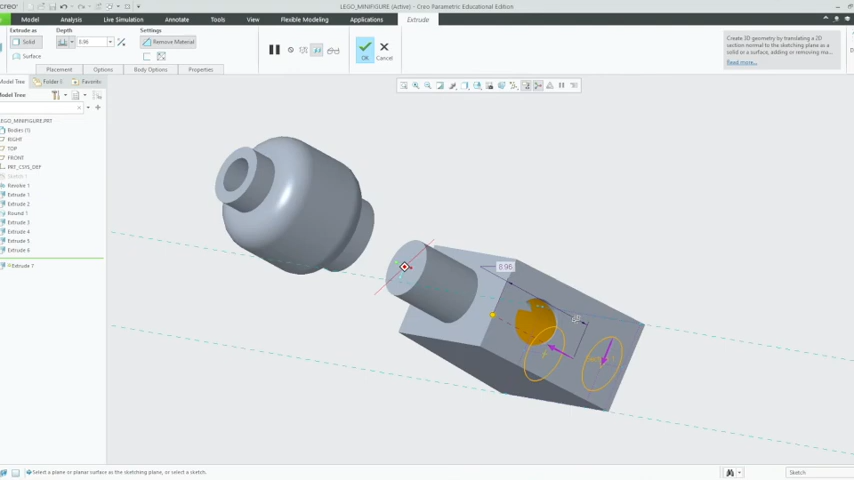 creo
LEGO_MINIFIGURE (Active) - Creo Parametric Educational Edition
Model Analysis Live Simulation Annotate Tools View Flexible Modeling Applications Extrude
Extrude as Depth Settings
Solid 8.96 Remove Material
Surface
OK Cancel
Placement Options Body Options Properties
Create 3D geometry by translating a 2D
section normal to the sketching plane as a
solid or a surface, adding or removing mat
Read more...
Model Tree Folder Favorite
Model Tree
LEGO_MINIFIGURE.PRT
Bodies (1)
RIGHT
TOP
FRONT
PRT_CSYS_DEF
Sketch 1
Revolve 1
Extrude 1
Extrude 2
Round 1
Extrude 3
Extrude 4
Extrude 5
Extrude 6
Extrude 7
8.96
Select a plane or planar surface as the sketching plane, or select a sketch.
Sketch